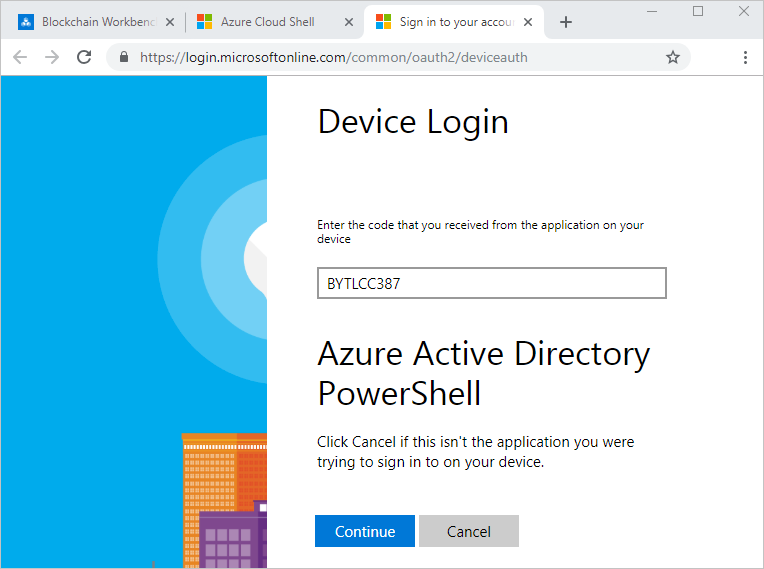 Blockchain Workbenc
Azure Cloud Shell
Sign in to your accou
https://login.microsoftonline.com/common/oauth2/deviceauth
Device Login
Enter the code that you received from the application on your
device
BYTLCC387
Azure Active Directory
PowerShell
Click Cancel if this isn't the application you were
trying to sign in to on your device.
Continue
Cancel